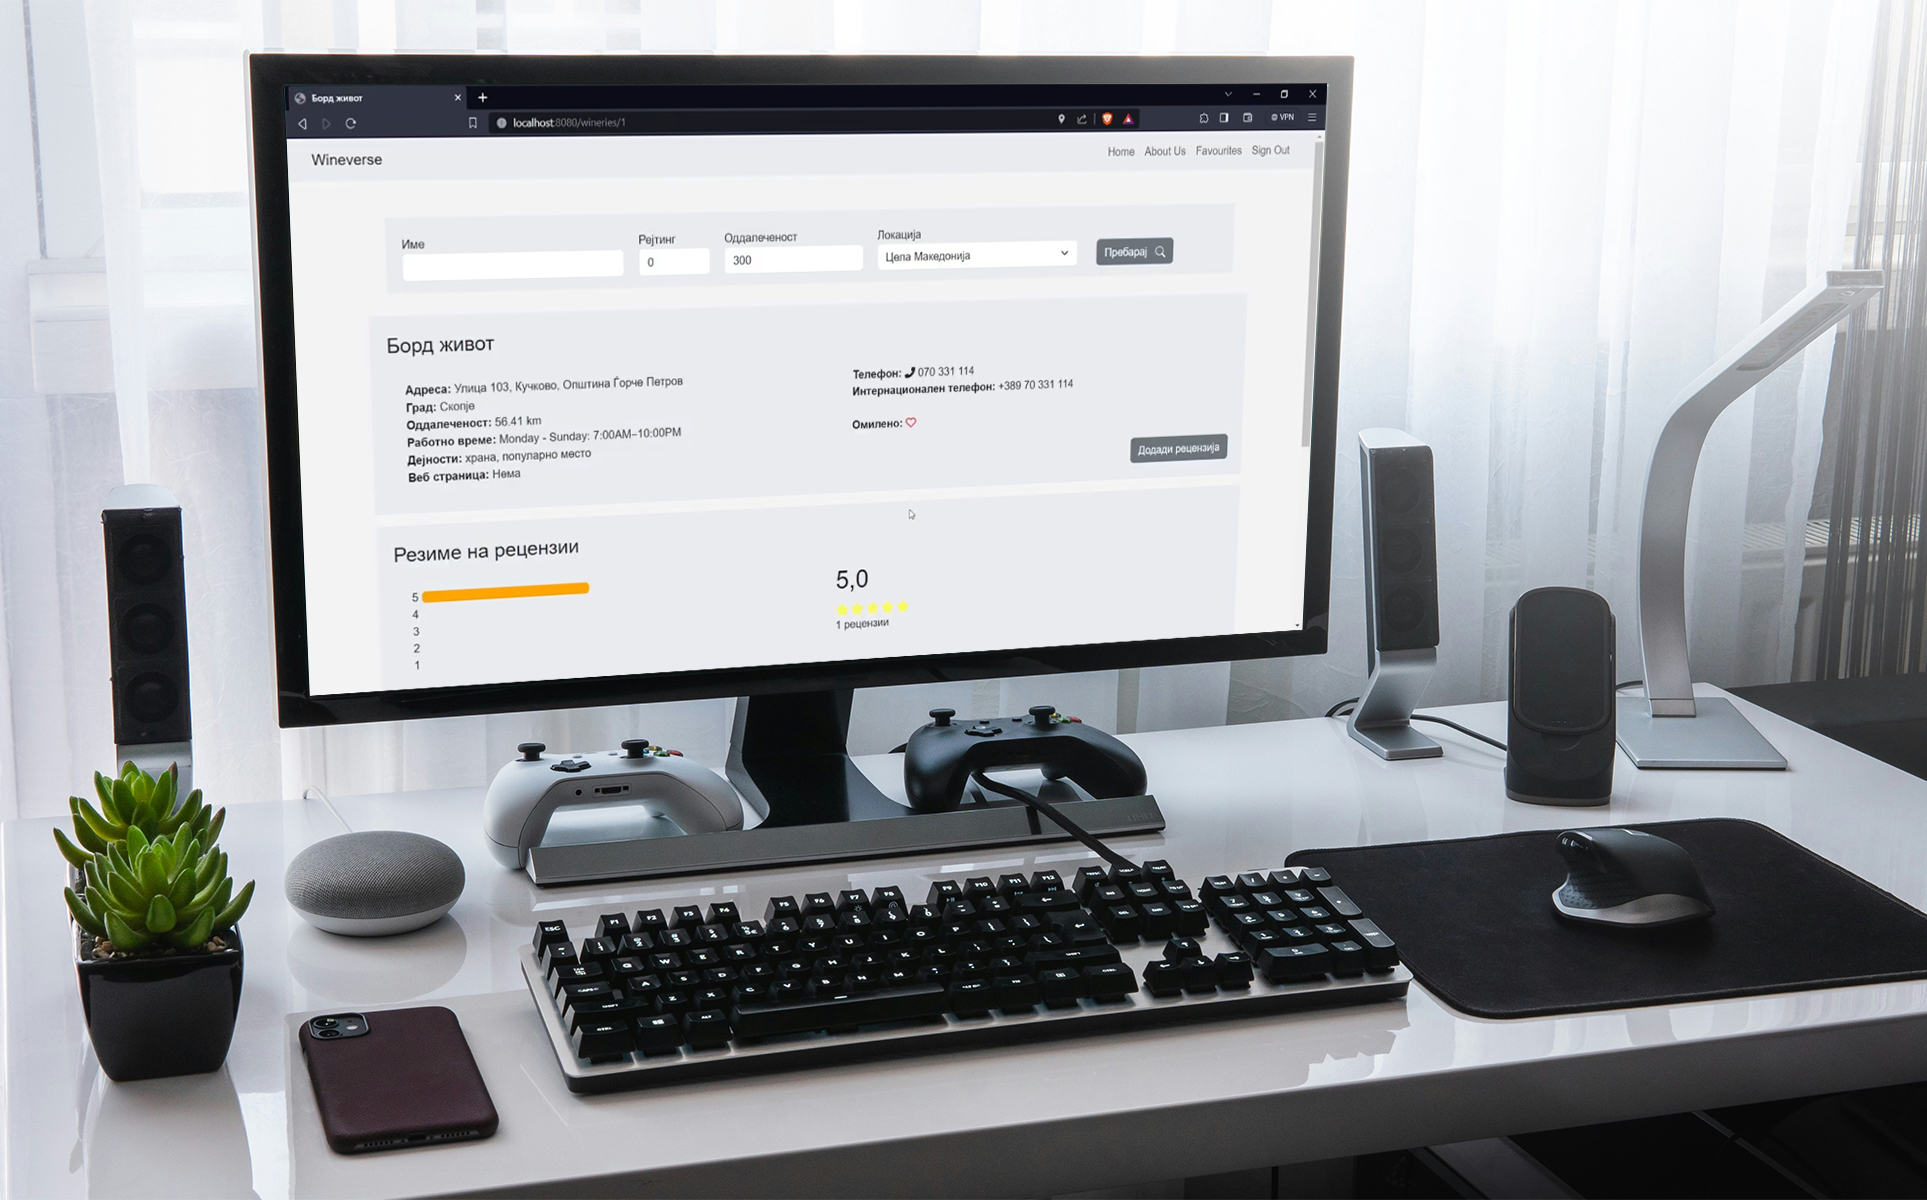 Борд живот
localhost:8080/wineries/1
VPN
Wineverse
Home About Us Favourites Sign Out
Име
Рејтинг
Оддалеченост
Локација
0
300
Цела Македонија
Пребарај
Борд живот
Адреса: Улица 103, Кучково, Општина Ѓорче Петров
Град: Скопје
Оддалеченост: 56.41 km
Работно време: Monday - Sunday: 7:00AM–10:00PM
Дејности: храна, популарно место
Веб страница: Нема
Телефон: 070 331 114
Интернационален телефон: +389 70 331 114
Омилено:
Додади рецензија
Резиме на рецензии
5
4
3
2
1
5,0
1 рецензии